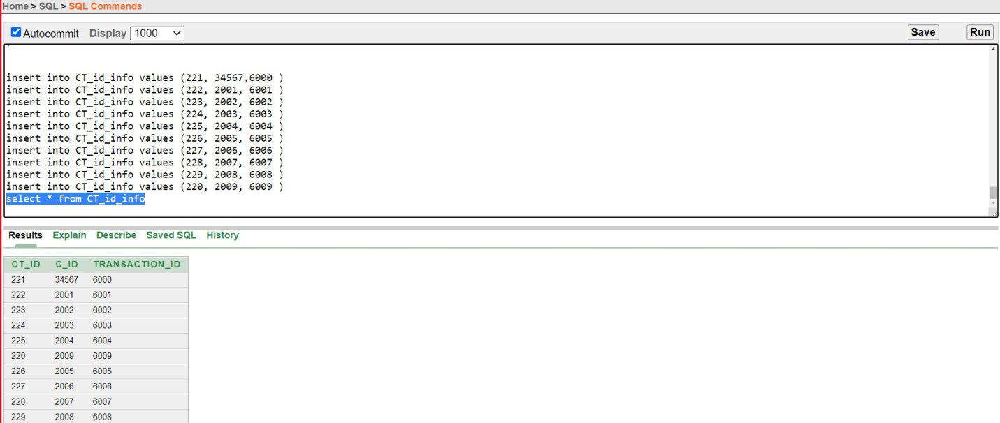 Home > SQL > SQL Commands
Autocommit Display 1000 Save Run
insert into CT_id_info values (221, 34567,6000 )
insert into CT_id_info values (222, 2001, 6001 )
insert into CT_id_info values (223, 2002, 6002 )
insert into CT_id_info values (224, 2003, 6003 )
insert into CT_id_info values (225, 2004, 6004 )
insert into CT_id_info values (226, 2005, 6005 )
insert into CT_id_info values (227, 2006, 6006 )
insert into CT_id_info values (228, 2007, 6007 )
insert into CT_id_info values (229, 2008, 6008 )
insert into CT_id_info values (220, 2009, 6009 )
select * from CT_id_info
Results Explain Describe Saved SQL History
CT_ID C_ID TRANSACTION_ID
221 34567 6000
222 2001 6001
223 2002 6002
224 2003 6003
225 2004 6004
220 2009 6009
226 2005 6005
227 2006 6006
228 2007 6007
229 2008 6008